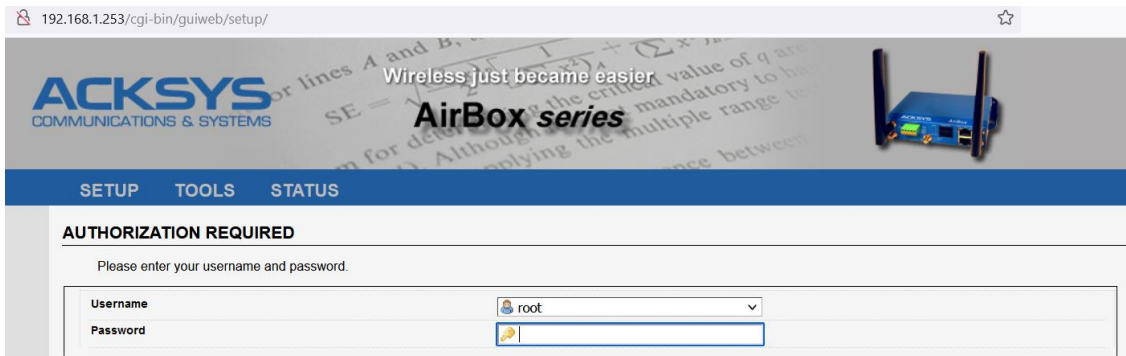 192.168.1.253/cgi-bin/guiweb/setup/
ACKSYS
COMMUNICATIONS & SYSTEMS
Wireless just became easier
AirBox series
SETUP TOOLS STATUS
AUTHORIZATION REQUIRED
Please enter your username and password.
Username root
Password